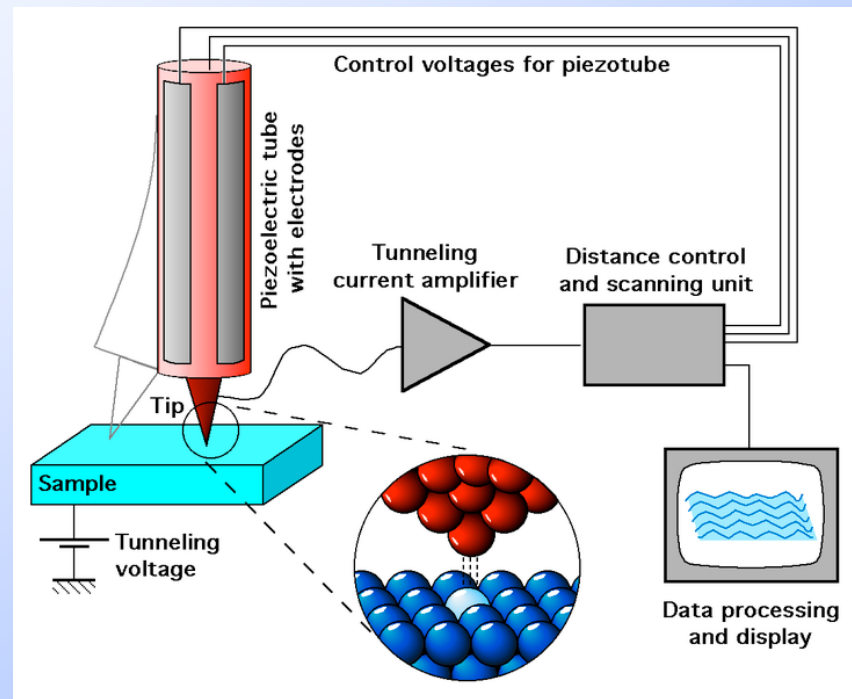 Control voltages for piezotube
Piezoelectric tube
with electrodes
Tunneling
current amplifier
Distance control
and scanning unit
Tip
Sample
Tunneling
voltage
Data processing
and display